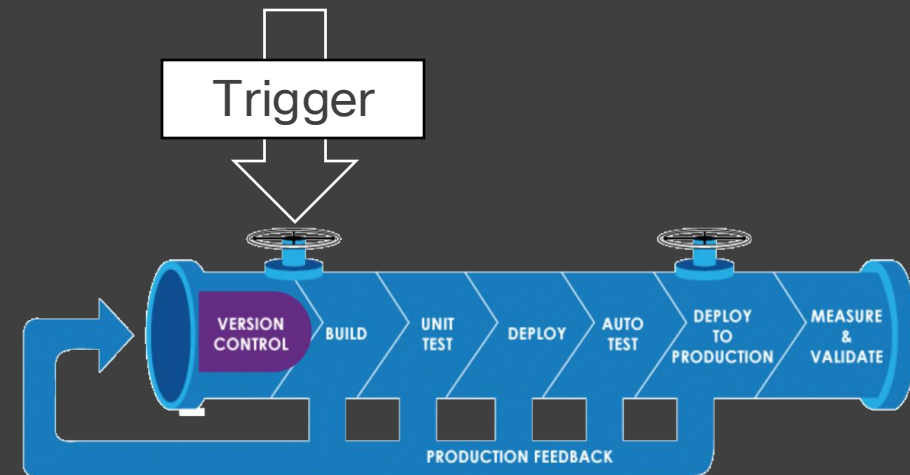 Trigger
VERSION
CONTROL
BUILD
UNIT
TEST
DEPLOY
AUTO
TEST
DEPLOY
TO
PRODUCTION
MEASURE
&
VALIDATE
PRODUCTION FEEDBACK